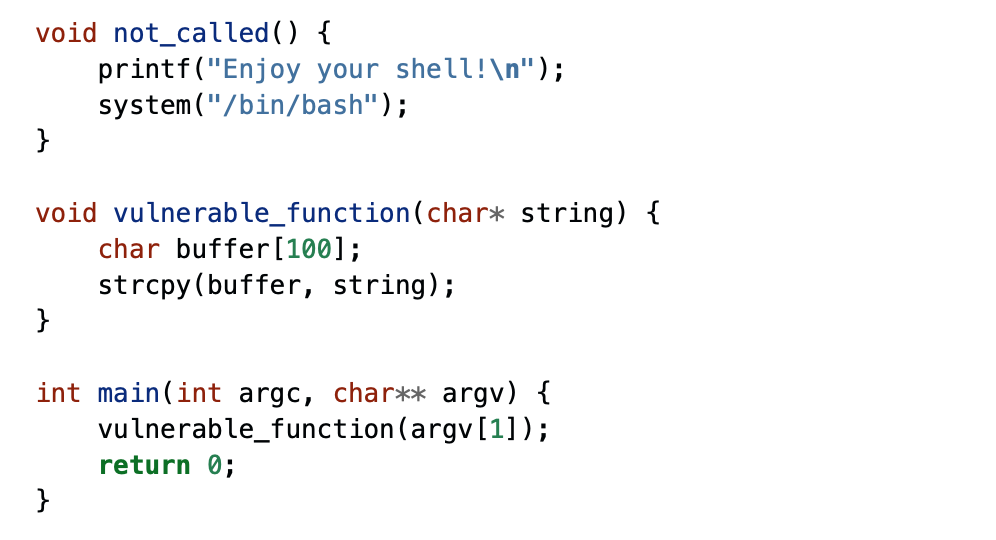 void not_called() {
    printf("Enjoy your shell!\n");
    system("/bin/bash");
}

void vulnerable_function(char* string) {
    char buffer[100];
    strcpy(buffer, string);
}

int main(int argc, char** argv) {
    vulnerable_function(argv[1]);
    return 0;
}